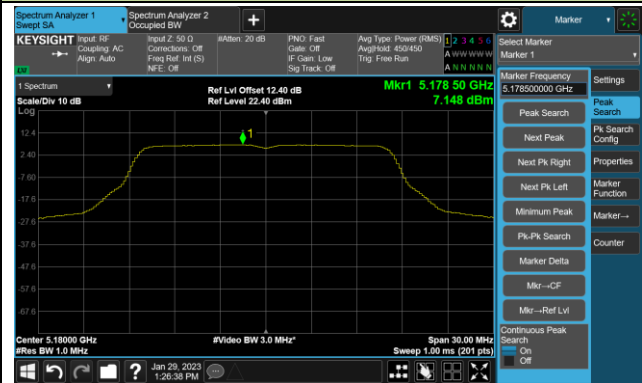 Spectrum Analyzer 1
Swept SA
Spectrum Analyzer 2
Occupied BW
+
Marker
KEYSIGHT
Input: RF
Coupling: AC
Align: Auto
Input Z: 50 Ω
Corrections: Off
Freq Ref: Int (S)
NFE: Off
#Atten: 20 dB
PNO: Fast
Gate: Off
IF Gain: Low
Sig Track: Off
Avg Type: Power (RMS)
Avg|Hold: 450/450
Trig: Free Run
1 2 3 4 5 6
A W W W W W
A N N N N N
Select Marker
Marker 1
1 Spectrum
Scale/Div 10 dB
Log
Ref Lvl Offset 12.40 dB
Ref Level 22.40 dBm
Mkr1 5.178 50 GHz
7.148 dBm
12.4
2.40
-7.60
-17.6
-27.6
-37.6
-47.6
-57.6
-67.6
1
Center 5.18000 GHz
#Res BW 1.0 MHz
#Video BW 3.0 MHz*
Span 30.00 MHz
Sweep 1.00 ms (201 pts)
Marker Frequency
5.178500000 GHz
Peak Search
Next Peak
Next Pk Right
Next Pk Left
Minimum Peak
Pk-Pk Search
Marker Delta
Mkr→CF
Mkr→Ref Lvl
Continuous Peak
Search
On
Off
Settings
Peak
Search
Pk Search
Config
Properties
Marker
Function
Marker→
Counter
?
Jan 29, 2023
1:26:38 PM